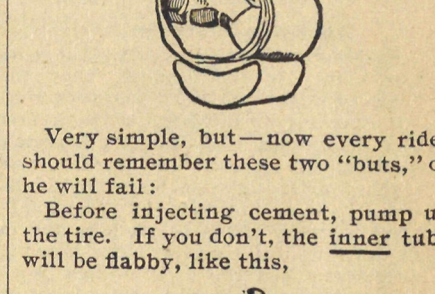 Very simple, but—now every ride
should remember these two "buts,"
he will fail:
Before injecting cement, pump u
the tire. If you don't, the inner tub
will be flabby, like this,